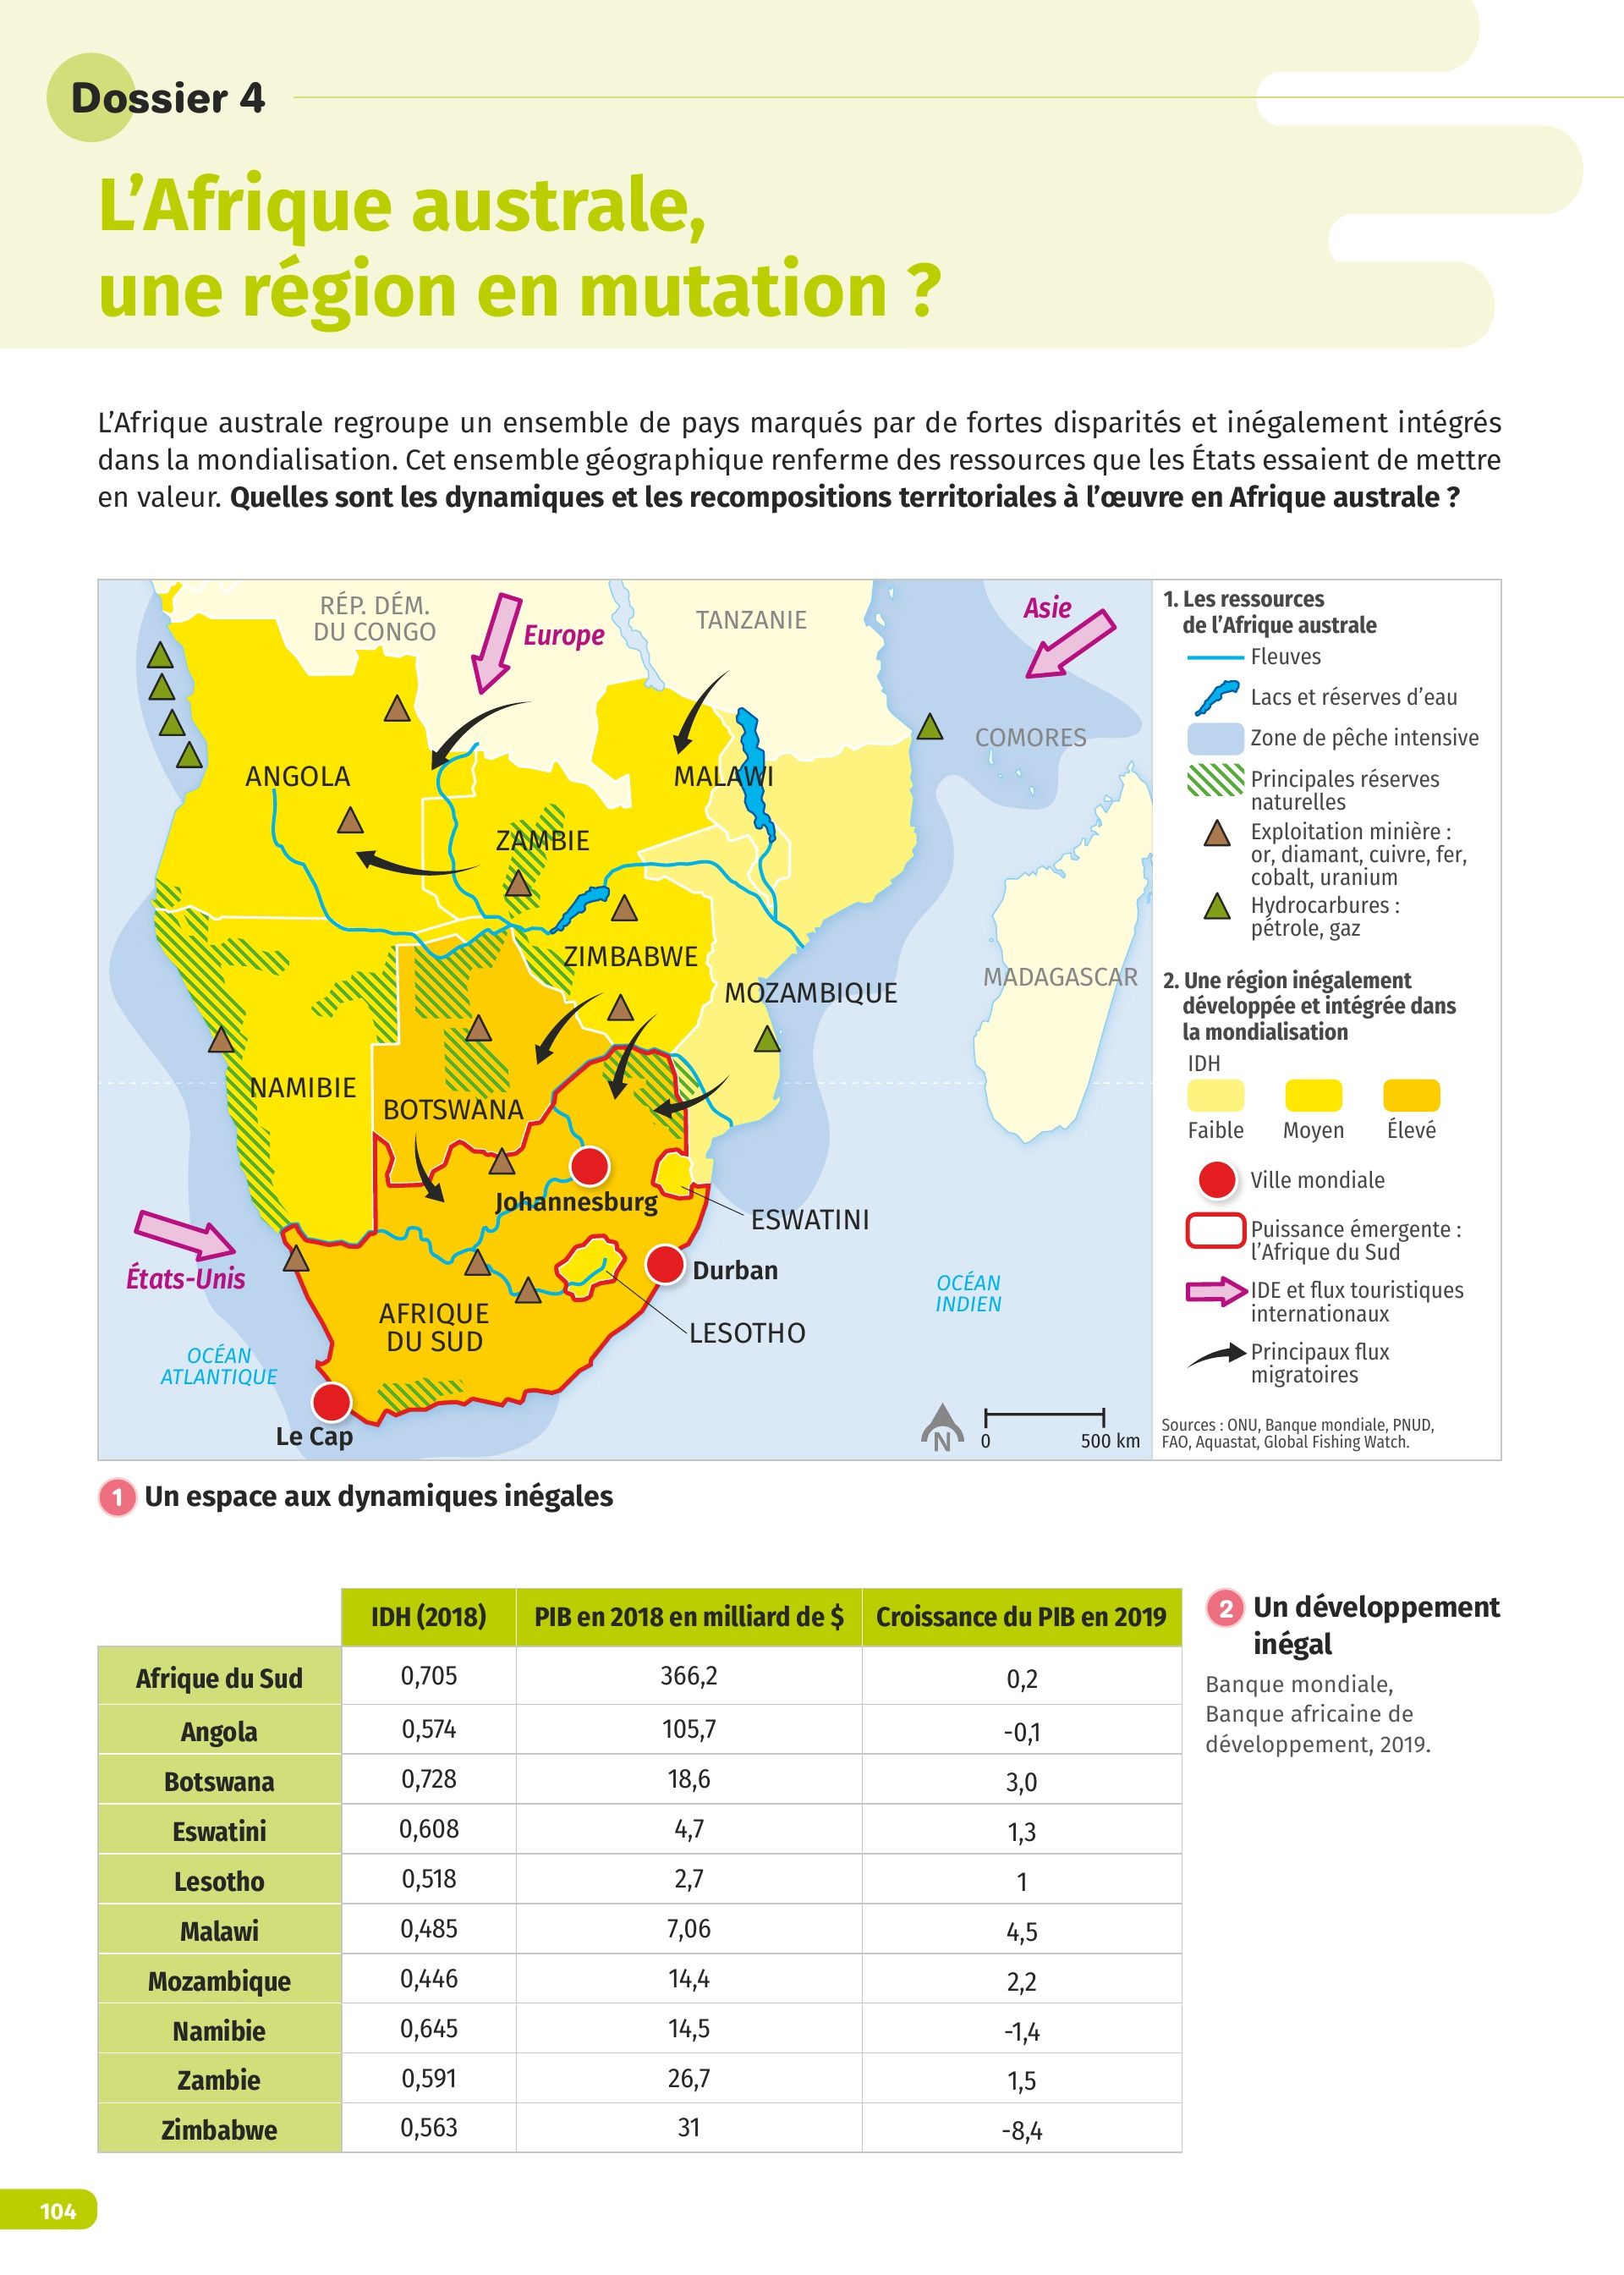 Dossier 4
L'Afrique australe,
une région en mutation ?
L'Afrique australe regroupe un ensemble de pays marqués par de fortes disparités et inégalement intégrés
dans la mondialisation. Cet ensemble géographique renferme des ressources que les États essaient de mettre
en valeur. Quelles sont les dynamiques et les recompositions territoriales à l'œuvre en Afrique australe ?
RÉP. DÉM.
DU CONGO
Europe
TANZANIE
Asie
COMORES
ANGOLA
MALAWI
ZAMBIE
ZIMBABWE
MOZAMBIQUE
MADAGASCAR
NAMIBIE
BOTSWANA
Johannesburg
ESWATINI
États-Unis
Durban
OCÉAN
INDIEN
AFRIQUE
DU SUD
LESOTHO
OCÉAN
ATLANTIQUE
Le Cap
N
0 500 km
1. Les ressources
de l'Afrique australe
Fleuves
Lacs et réserves d'eau
Zone de pêche intensive
Principales réserves
naturelles
Exploitation minière :
or, diamant, cuivre, fer,
cobalt, uranium
Hydrocarbures :
pétrole, gaz
2. Une région inégalement
développée et intégrée dans
la mondialisation
IDH
Faible Moyen Élevé
Ville mondiale
Puissance émergente :
l'Afrique du Sud
IDE et flux touristiques
internationaux
Principaux flux
migratoires
Sources : ONU, Banque mondiale, PNUD,
FAO, Aquastat, Global Fishing Watch.
1 Un espace aux dynamiques inégales
IDH (2018) PIB en 2018 en milliard de $ Croissance du PIB en 2019
Afrique du Sud 0,705 366,2 0,2
Angola 0,574 105,7 -0,1
Botswana 0,728 18,6 3,0
Eswatini 0,608 4,7 1,3
Lesotho 0,518 2,7 1
Malawi 0,485 7,06 4,5
Mozambique 0,446 14,4 2,2
Namibie 0,645 14,5 -1,4
Zambie 0,591 26,7 1,5
Zimbabwe 0,563 31 -8,4
2 Un développement
inégal
Banque mondiale,
Banque africaine de
développement, 2019.
104